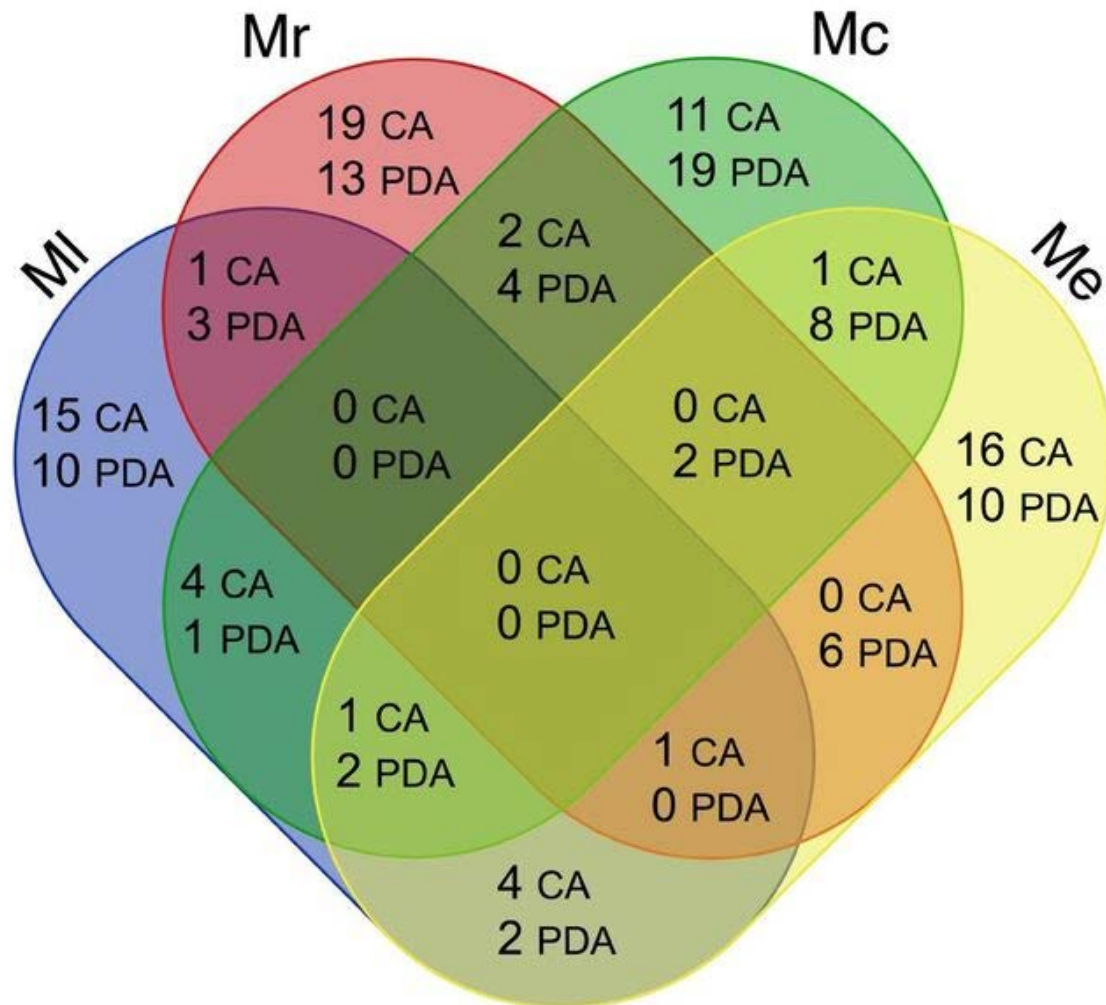 Mr
Mc
Ml
Me
19 CA
13 PDA
11 CA
19 PDA
1 CA
3 PDA
2 CA
4 PDA
1 CA
8 PDA
15 CA
10 PDA
0 CA
0 PDA
0 CA
2 PDA
16 CA
10 PDA
4 CA
1 PDA
0 CA
0 PDA
0 CA
6 PDA
1 CA
2 PDA
1 CA
0 PDA
4 CA
2 PDA